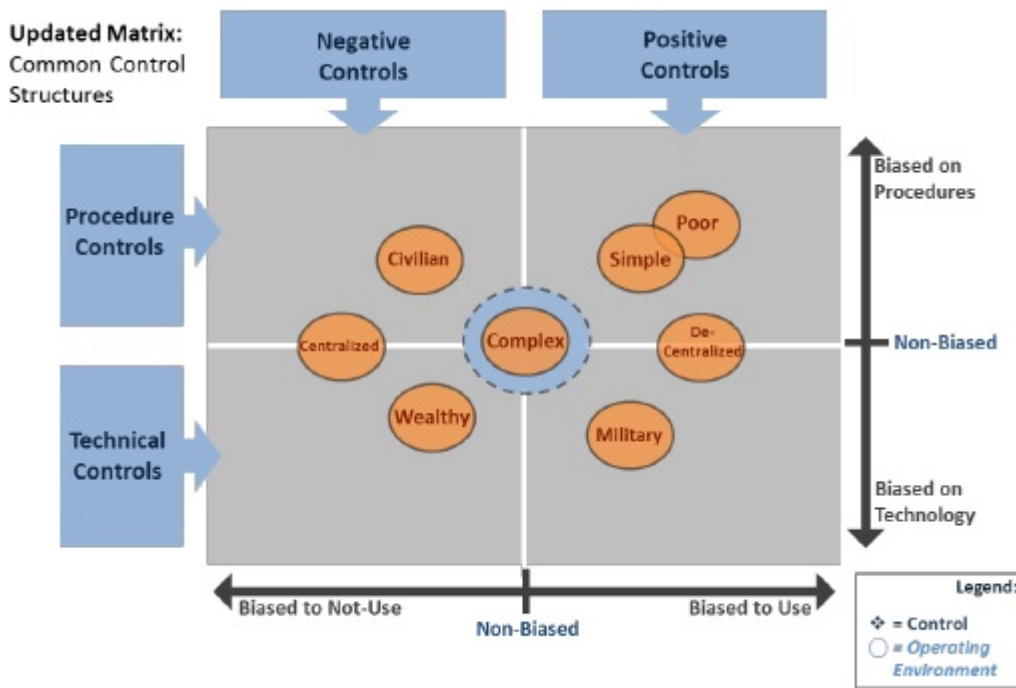 Updated Matrix:
Common Control
Structures
Negative
Controls
Positive
Controls
Procedure
Controls
Technical
Controls
Civilian
Poor
Simple
Centralized
Complex
De-
Centralized
Wealthy
Military
Biased on
Procedures
Non-Biased
Biased on
Technology
Biased to Not-Use
Non-Biased
Biased to Use
Legend:
❖ = Control
= Operating
Environment